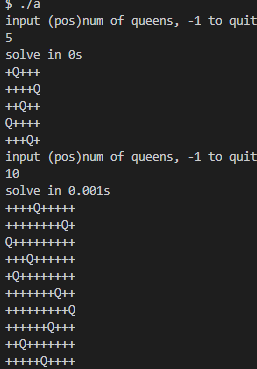 $ ./a
input (pos)num of queens, -1 to quit
5
solve in 0s
+Q+++
++++Q
++Q++
Q++++
+++Q+
input (pos)num of queens, -1 to quit
10
solve in 0.001s
++++Q+++++
++++++++Q+
Q+++++++++
+++Q++++++
+Q++++++++
+++++++Q++
+++++++++Q
++++++Q+++
++Q+++++++
+++++Q++++